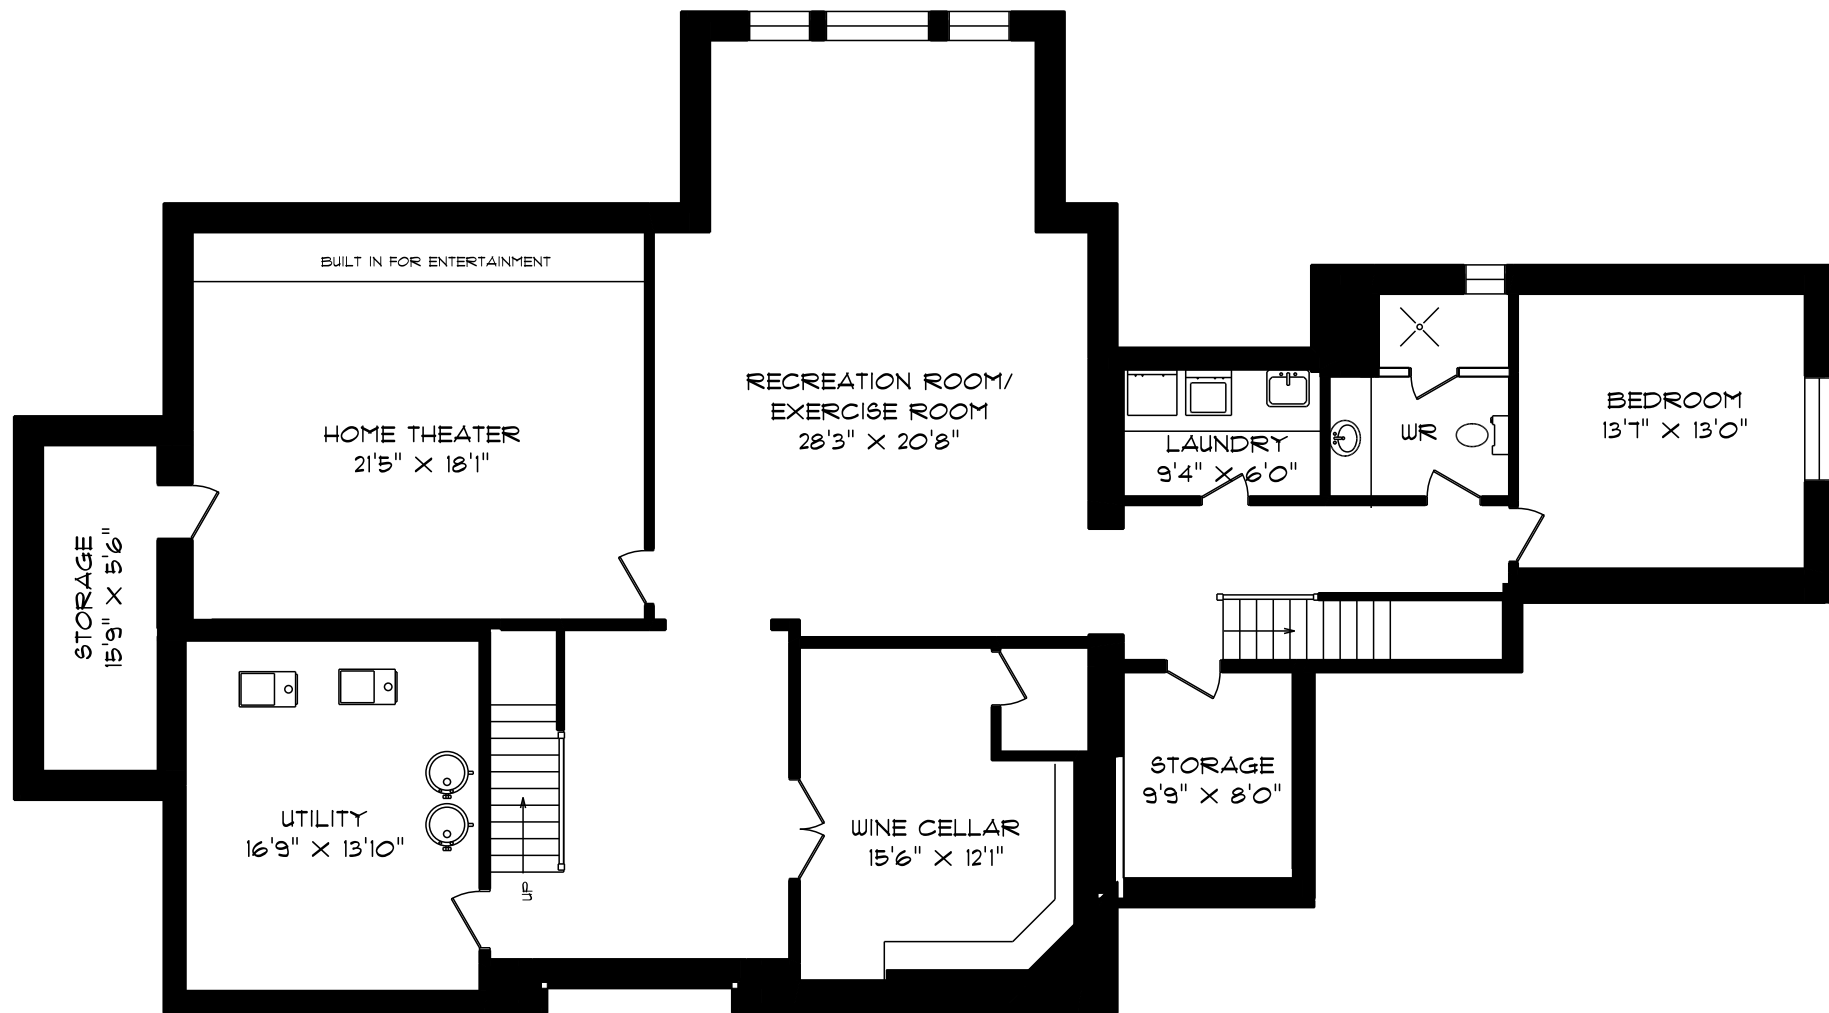 BUILT IN FOR ENTERTAINMENT
HOME THEATER
21'5" X 18'1"
RECREATION ROOM/
EXERCISE ROOM
28'3" X 20'8"
LAUNDRY
9'4" X 6'0"
WR
BEDROOM
13'7" X 13'0"
STORAGE
15'9" X 5'6"
UTILITY
16'9" X 13'10"
UP
WINE CELLAR
15'6" X 12'1"
STORAGE
9'9" X 8'0"